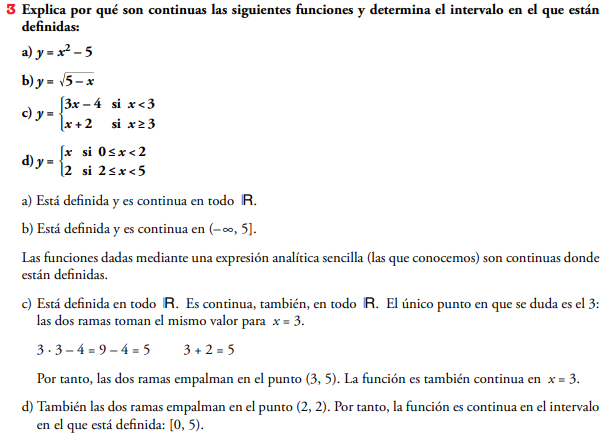 3 Explica por qué son continuas las siguientes funciones y determina el intervalo en el que están
definidas:
a) y = x² – 5
b) y = √5 – x
c) y = {3x – 4 si x < 3
x + 2 si x ≥ 3
d) y = {x si 0 ≤ x < 2
2 si 2 ≤ x < 5
a) Está definida y es continua en todo ℝ.
b) Está definida y es continua en (–∞, 5].
Las funciones dadas mediante una expresión analítica sencilla (las que conocemos) son continuas donde
están definidas.
c) Está definida en todo ℝ. Es continua, también, en todo ℝ. El único punto en que se duda es el 3:
las dos ramas toman el mismo valor para x = 3.
3 · 3 – 4 = 9 – 4 = 5 3 + 2 = 5
Por tanto, las dos ramas empalman en el punto (3, 5). La función es también continua en x = 3.
d) También las dos ramas empalman en el punto (2, 2). Por tanto, la función es continua en el intervalo
en el que está definida: [0, 5).